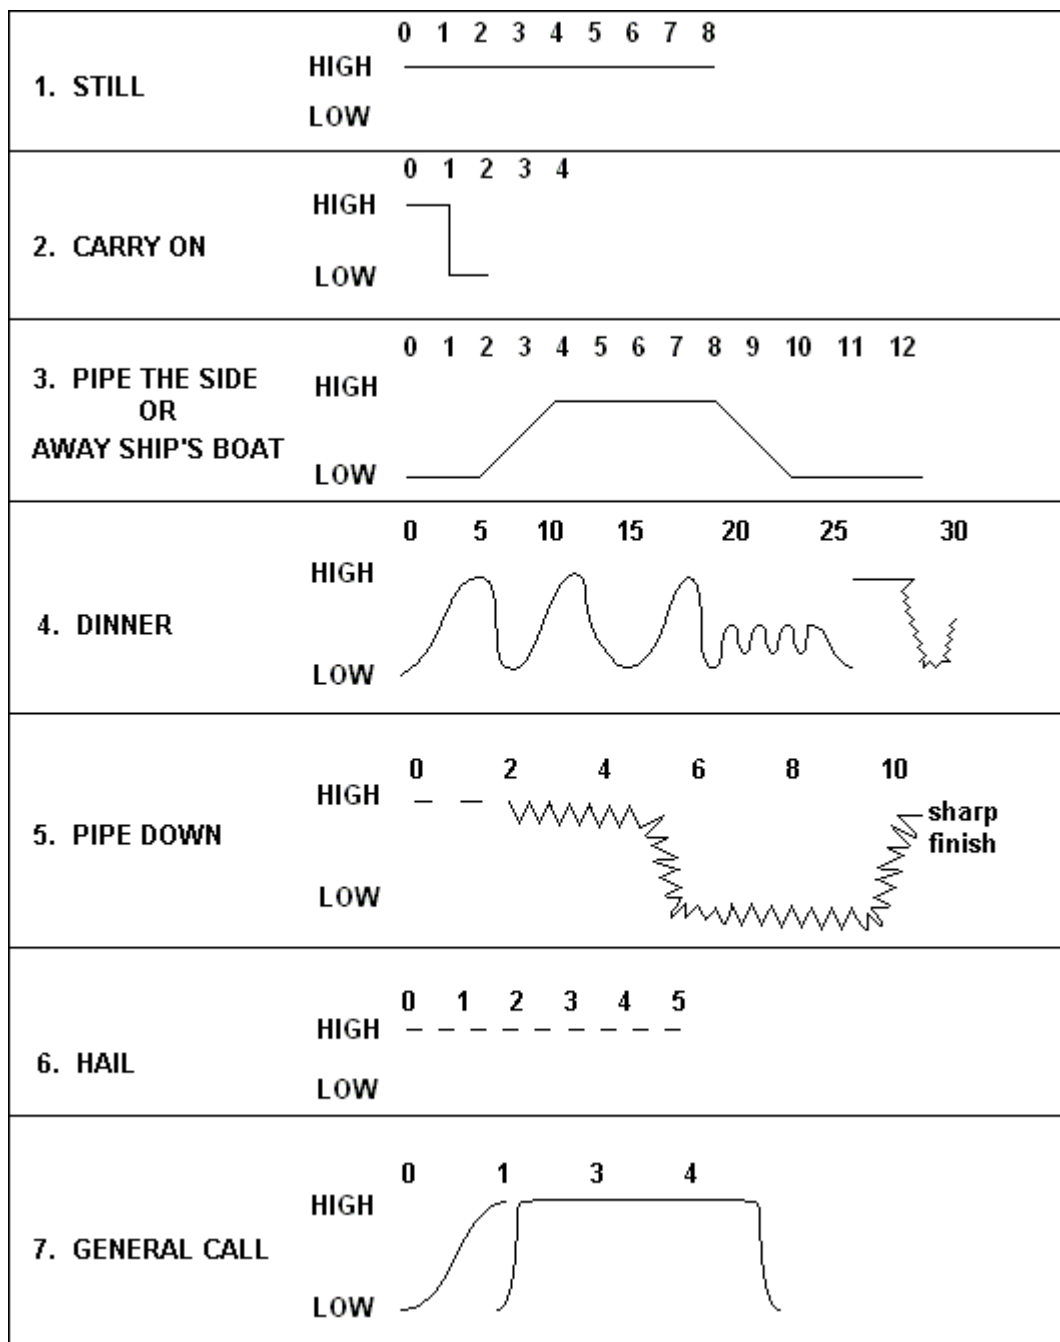 0 1 2 3 4 5 6 7 8
HIGH
1. STILL
LOW
0 1 2 3 4
HIGH
2. CARRY ON
LOW
0 1 2 3 4 5 6 7 8 9 10 11 12
3. PIPE THE SIDE HIGH
OR
AWAY SHIP'S BOAT
LOW
0 5 10 15 20 25 30
HIGH
4. DINNER
LOW
0 2 4 6 8 10
HIGH
sharp
5. PIPE DOWN
finish
LOW
0 1 2 3 4 5
HIGH
6. HAIL
LOW
0 1 3 4
HIGH
7. GENERAL CALL
LOW